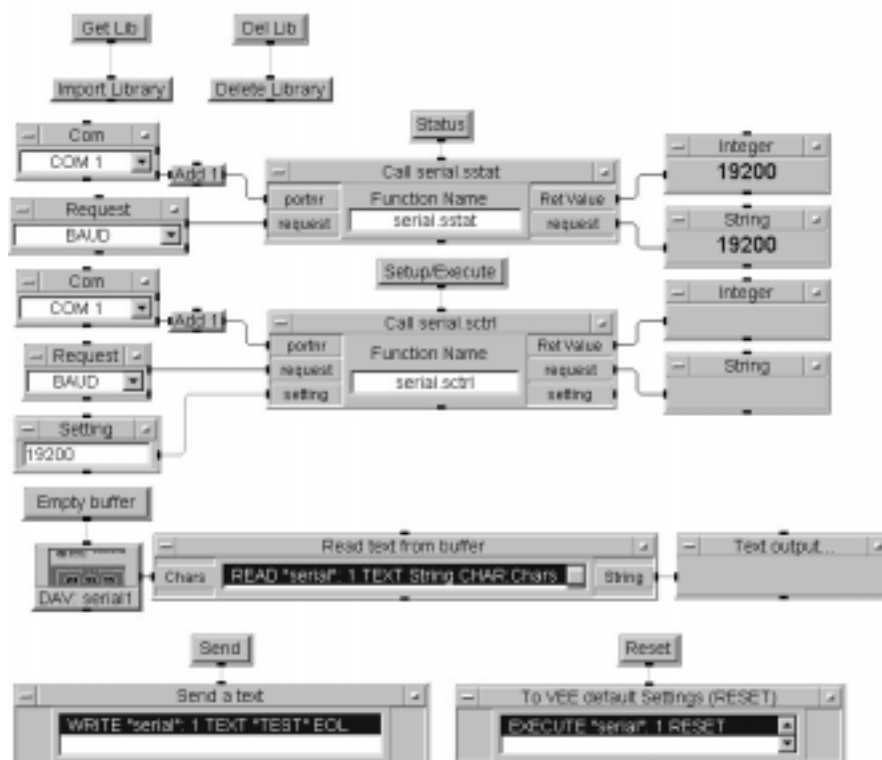 Get Lib
Del Lib
Import Library
Delete Library
Status
Com
COM 1
Add 1
Request
BAUD
Call serial.sstat
portnr
request
Function Name
serial.sstat
Ret Value
request
Integer
19200
String
19200
Setup/Execute
Com
COM 1
Add 1
Request
BAUD
Setting
19200
Call serial.sctrl
portnr
request
setting
Function Name
serial.sctrl
Ret Value
request
setting
Integer
String
Empty buffer
DAV: serial1
Read text from buffer
Chars
READ "serial": 1 TEXT String CHAR:Chars
String
Text output...
Send
Send a text
WRITE "serial": 1 TEXT "TEST" EOL
Reset
To VEE default Settings (RESET)
EXECUTE "serial": 1 RESET